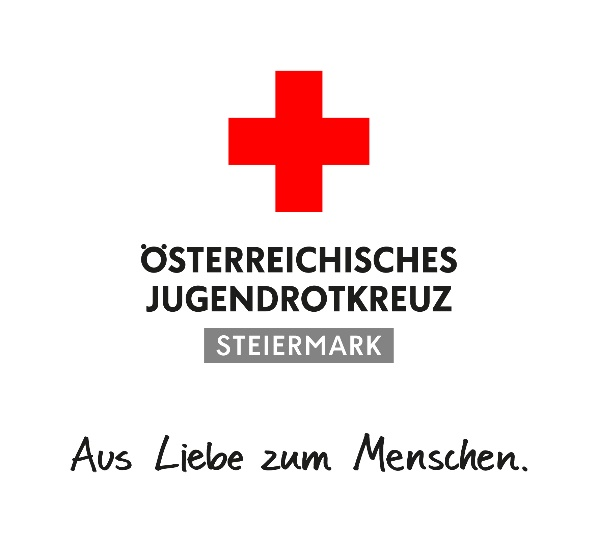 ÖSTERREICHISCHES
JUGENDROTKREUZ
STEIERMARK
Aus Liebe zum Menschen.